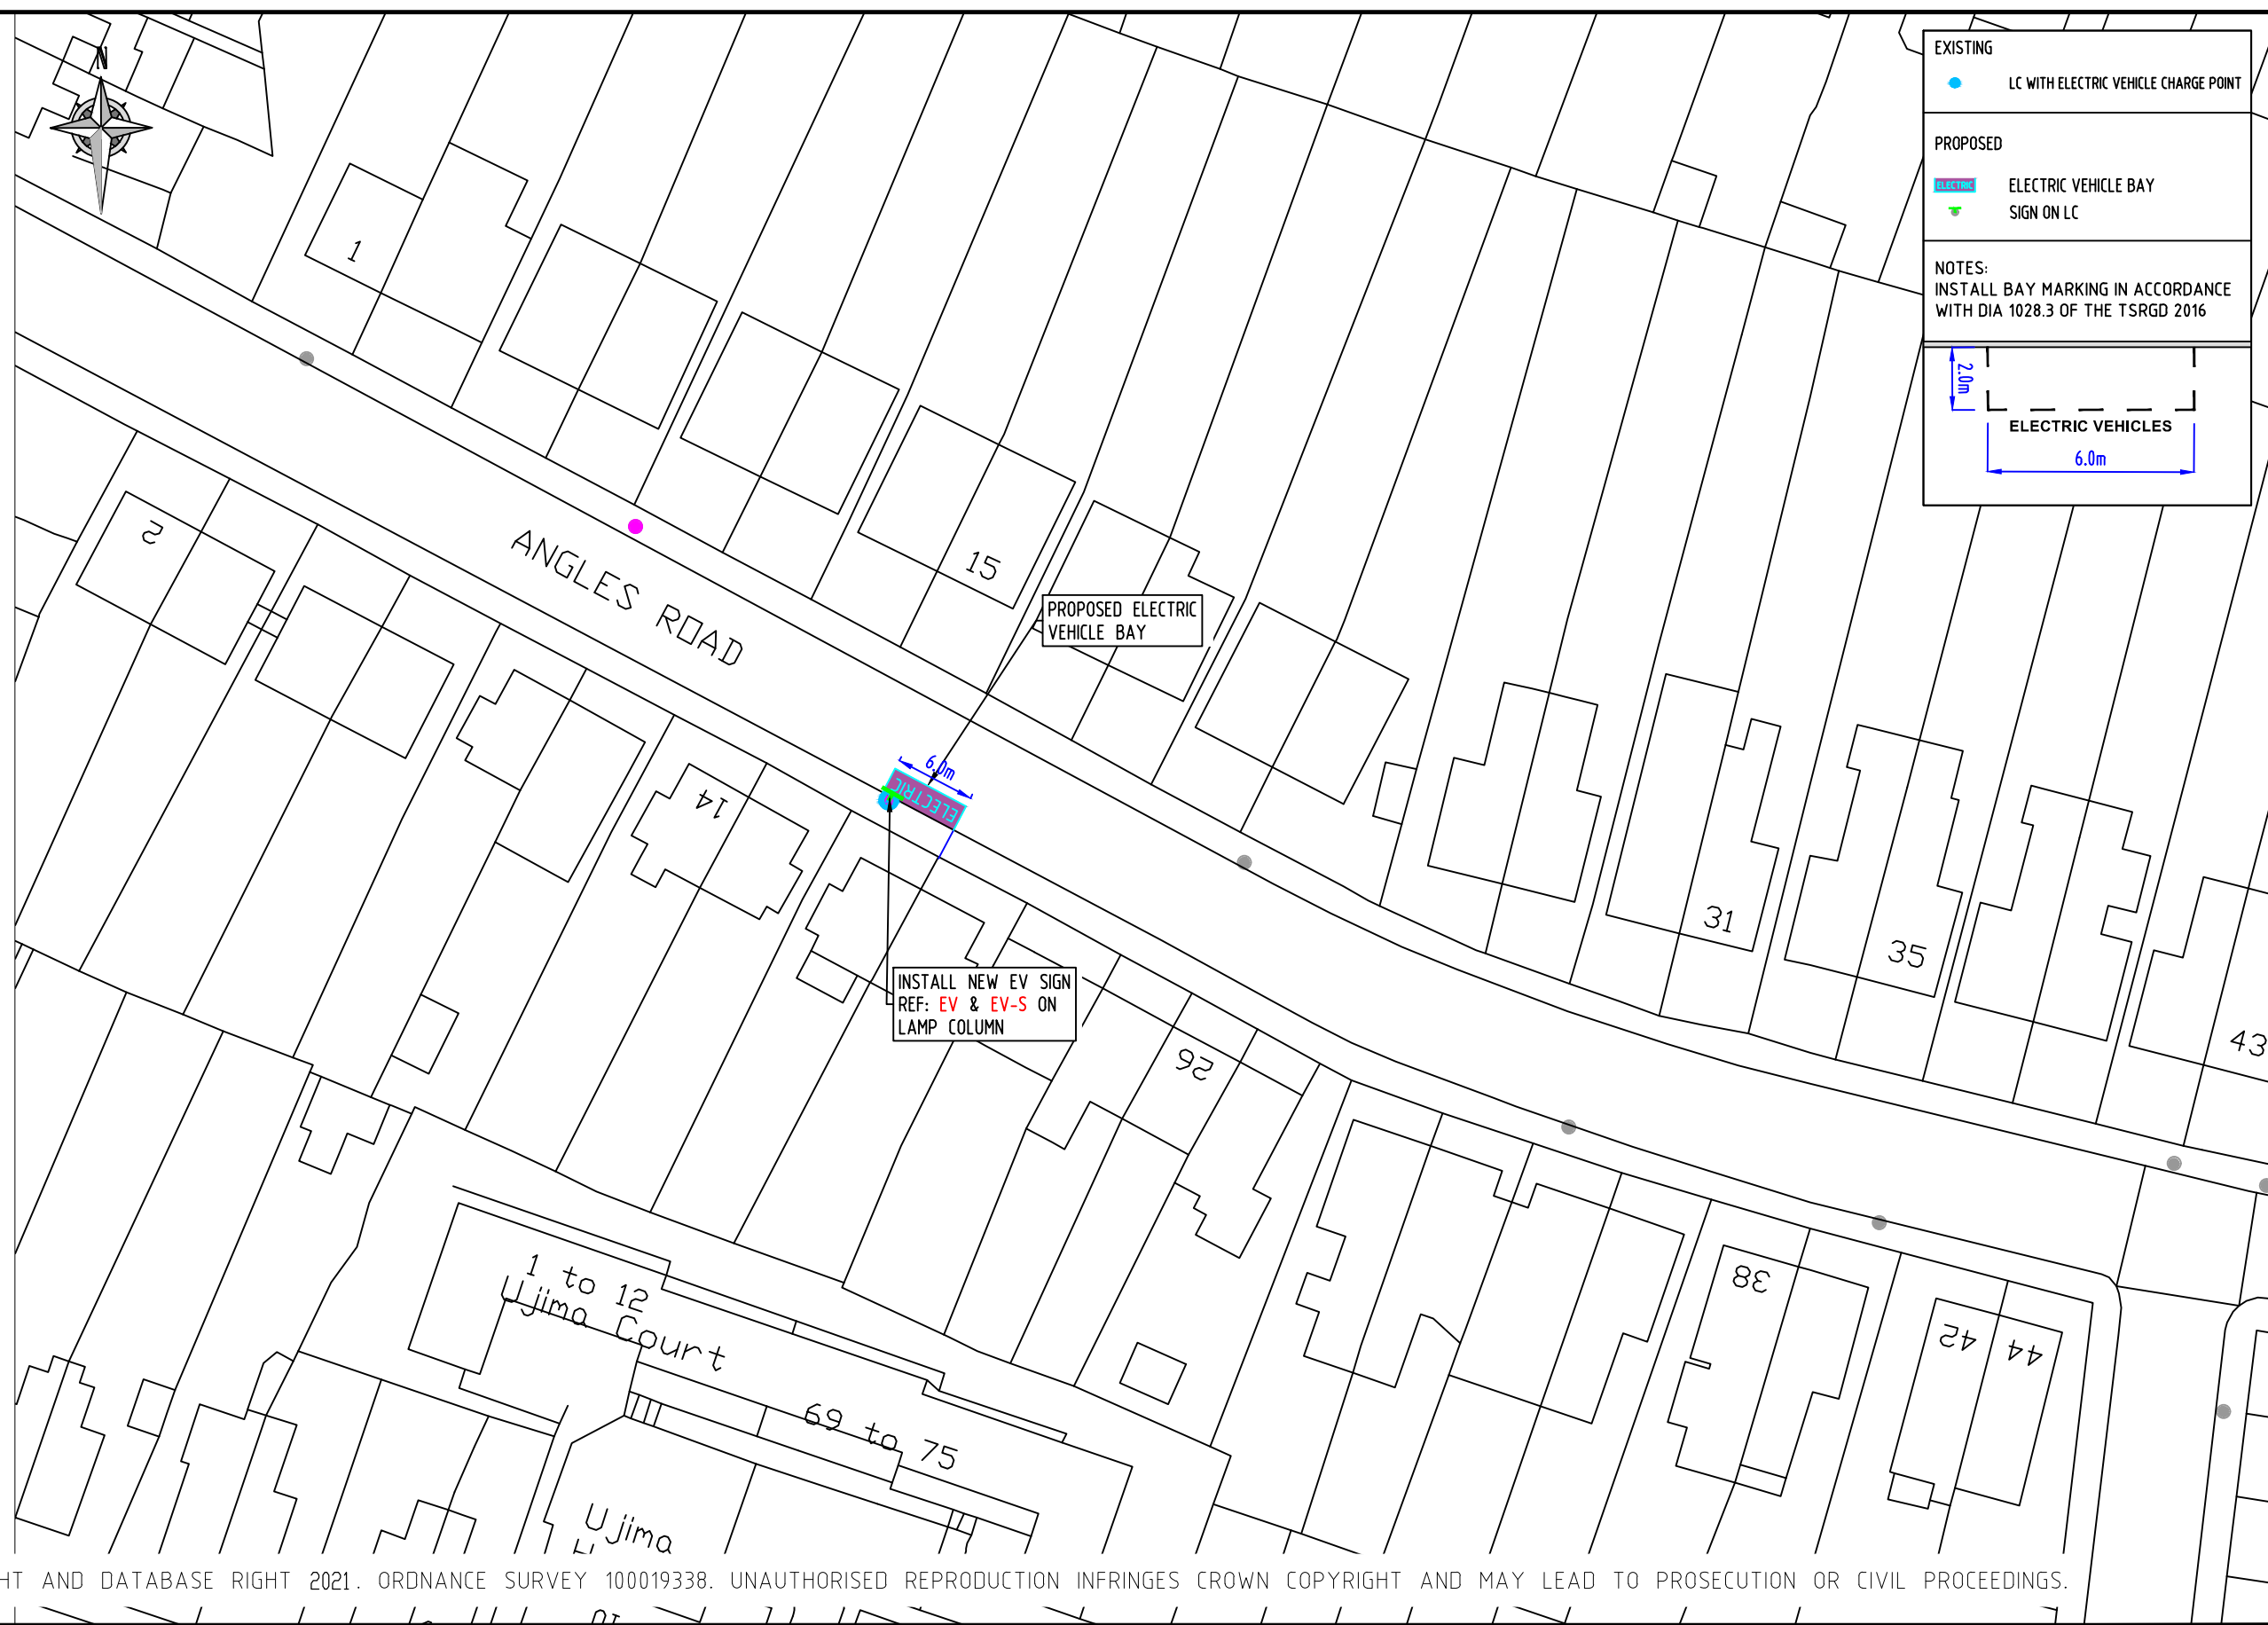 N
EXISTING
LC WITH ELECTRIC VEHICLE CHARGE POINT
PROPOSED
ELECTRIC
ELECTRIC VEHICLE BAY
SIGN ON LC
NOTES:
INSTALL BAY MARKING IN ACCORDANCE
WITH DIA 1028.3 OF THE TSRGD 2016
2.0m
ELECTRIC VEHICLES
6.0m
1
2
ANGLES ROAD
15
PROPOSED ELECTRIC
VEHICLE BAY
6.0m
ELECTRIC
14
31
35
43
INSTALL NEW EV SIGN
REF: EV & EV-S ON
LAMP COLUMN
26
38
42
44
1 to 12
Ujima Court
69 to 75
Ujima
HT AND DATABASE RIGHT 2021. ORDNANCE SURVEY 100019338. UNAUTHORISED REPRODUCTION INFRINGES CROWN COPYRIGHT AND MAY LEAD TO PROSECUTION OR CIVIL PROCEEDINGS.